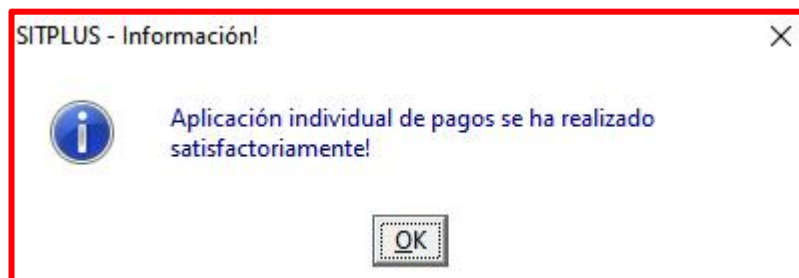 SITPLUS - Información!
Aplicación individual de pagos se ha realizado
satisfactoriamente!
OK